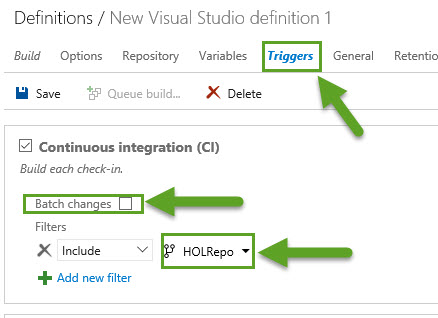 Definitions / New Visual Studio definition 1
Build Options Repository Variables Triggers General Retentio
Save Queue build... Delete
Continuous integration (CI)
Build each check-in.
Batch changes
Filters
Include HOLRepo
Add new filter